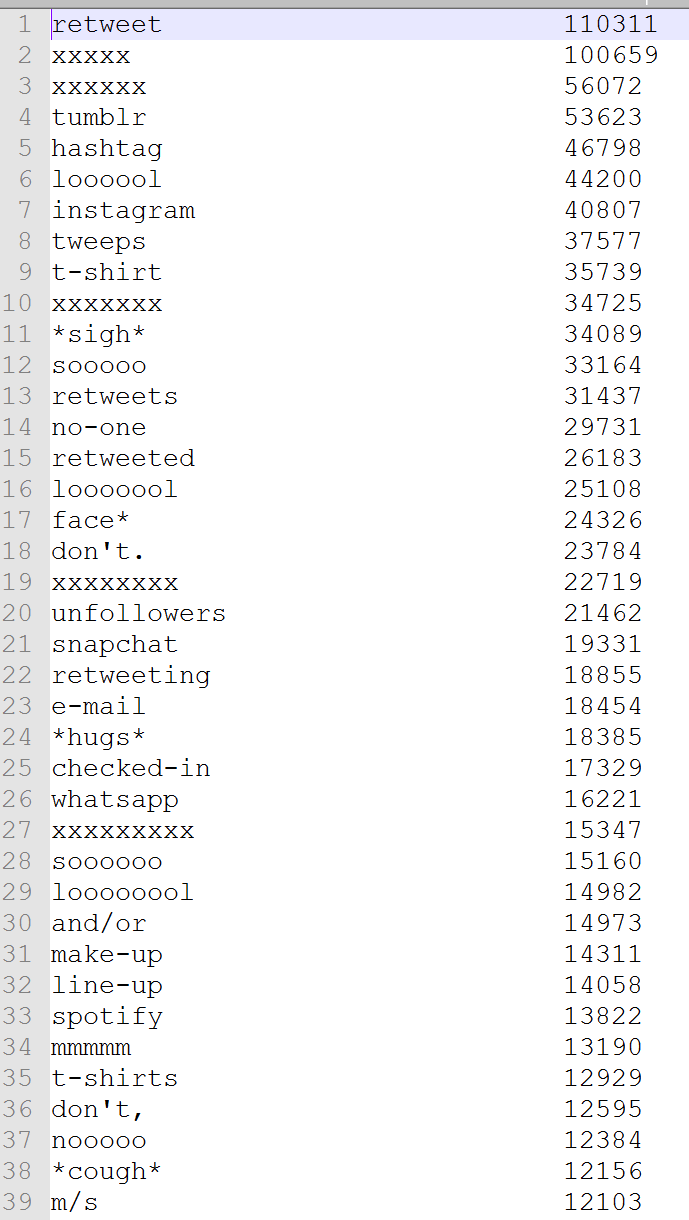 1 retweet 110311
2 xxxxx 100659
3 xxxxxx 56072
4 tumblr 53623
5 hashtag 46798
6 loooool 44200
7 instagram 40807
8 tweeps 37577
9 t-shirt 35739
10 xxxxxxx 34725
11 *sigh* 34089
12 sooooo 33164
13 retweets 31437
14 no-one 29731
15 retweeted 26183
16 looooool 25108
17 face* 24326
18 don't. 23784
19 xxxxxxxx 22719
20 unfollowers 21462
21 snapchat 19331
22 retweeting 18855
23 e-mail 18454
24 *hugs* 18385
25 checked-in 17329
26 whatsapp 16221
27 xxxxxxxxx 15347
28 soooooo 15160
29 loooooool 14982
30 and/or 14973
31 make-up 14311
32 line-up 14058
33 spotify 13822
34 mmmmm 13190
35 t-shirts 12929
36 don't, 12595
37 nooooo 12384
38 *cough* 12156
39 m/s 12103